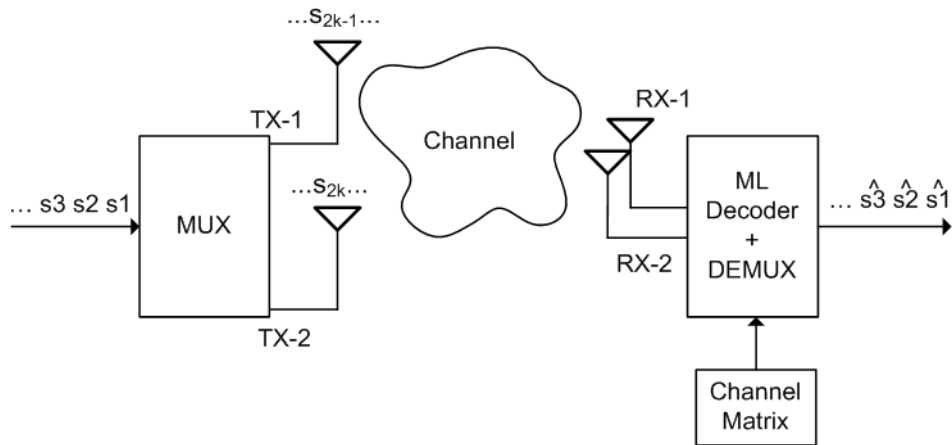 ...s₂ₖ₋₁...
TX-1
... s3 s2 s1
MUX
...s₂ₖ...
TX-2
Channel
RX-1
RX-2
ML
Decoder
+
DEMUX
... ŝ3 ŝ2 ŝ1
Channel
Matrix